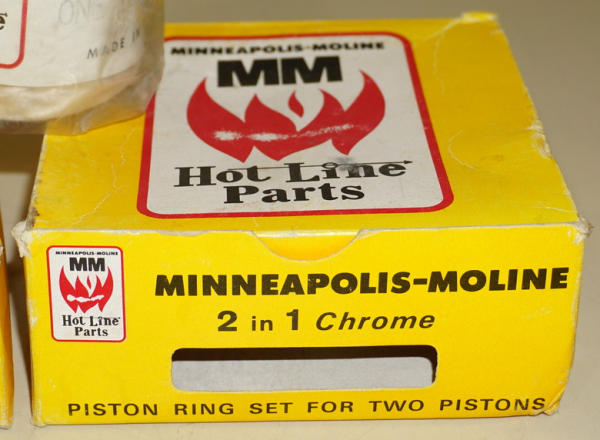 MADE IN
MINNEAPOLIS-MOLINE
MM
Hot Line
Parts
MINNEAPOLIS-MOLINE
MM
Hot Line
Parts
MINNEAPOLIS-MOLINE
2 in 1 Chrome
PISTON RING SET FOR TWO PISTONS